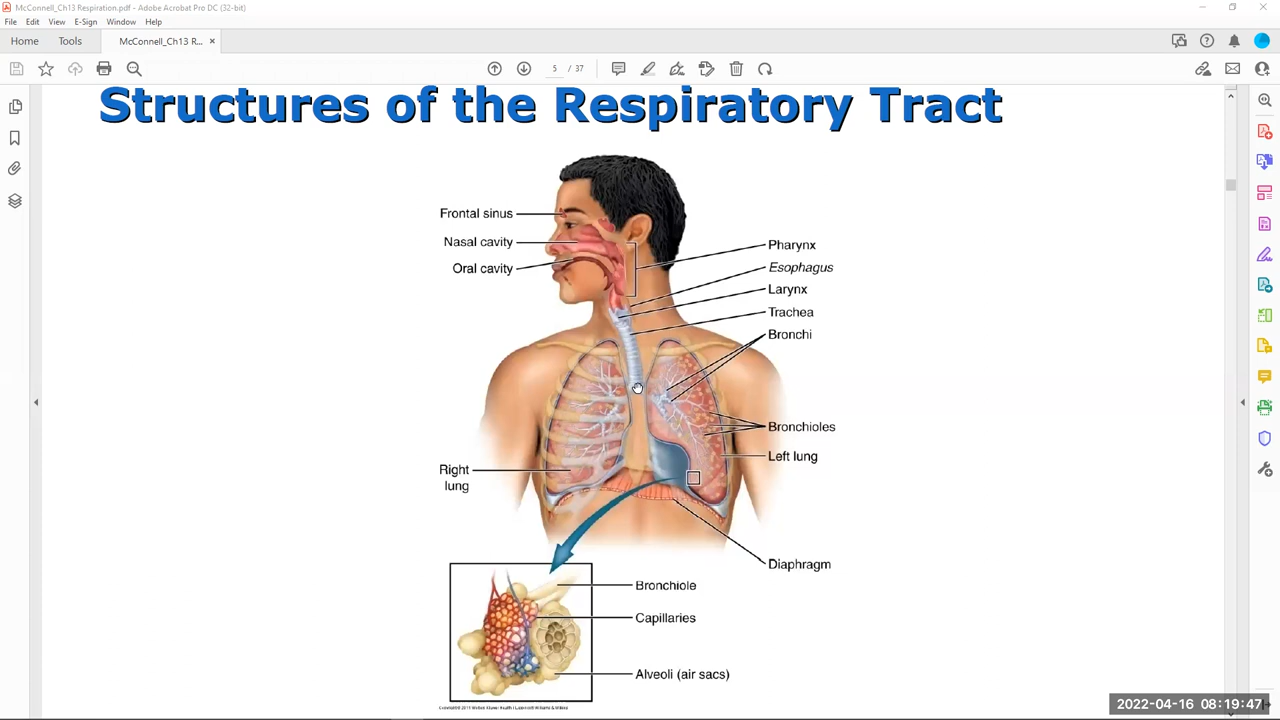 McConnell_Ch13 Respiration.pdf - Adobe Acrobat Pro DC (32-bit)
File Edit View E-Sign Window Help
Home Tools McConnell_Ch13 R... ×
5 / 37
Structures of the Respiratory Tract
Frontal sinus
Nasal cavity
Oral cavity
Pharynx
Esophagus
Larynx
Trachea
Bronchi
Bronchioles
Left lung
Right
lung
Diaphragm
Bronchiole
Capillaries
Alveoli (air sacs)
2022-04-16 08:19:47